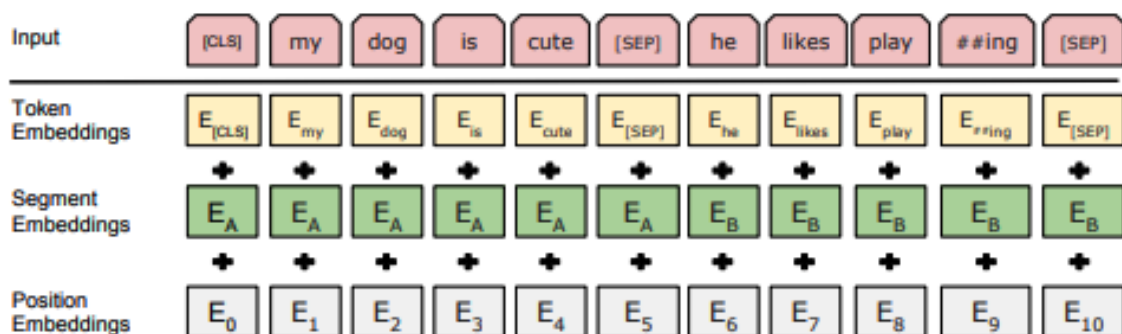 Input [CLS] my dog is cute [SEP] he likes play ##ing [SEP]
Token
Embeddings E[CLS] Emy Edog Eis Ecute E[SEP] Ehe Elikes Eplay E##ing E[SEP]
+ + + + + + + + + + +
Segment
Embeddings EA EA EA EA EA EA EB EB EB EB EB
+ + + + + + + + + + +
Position
Embeddings E0 E1 E2 E3 E4 E5 E6 E7 E8 E9 E10